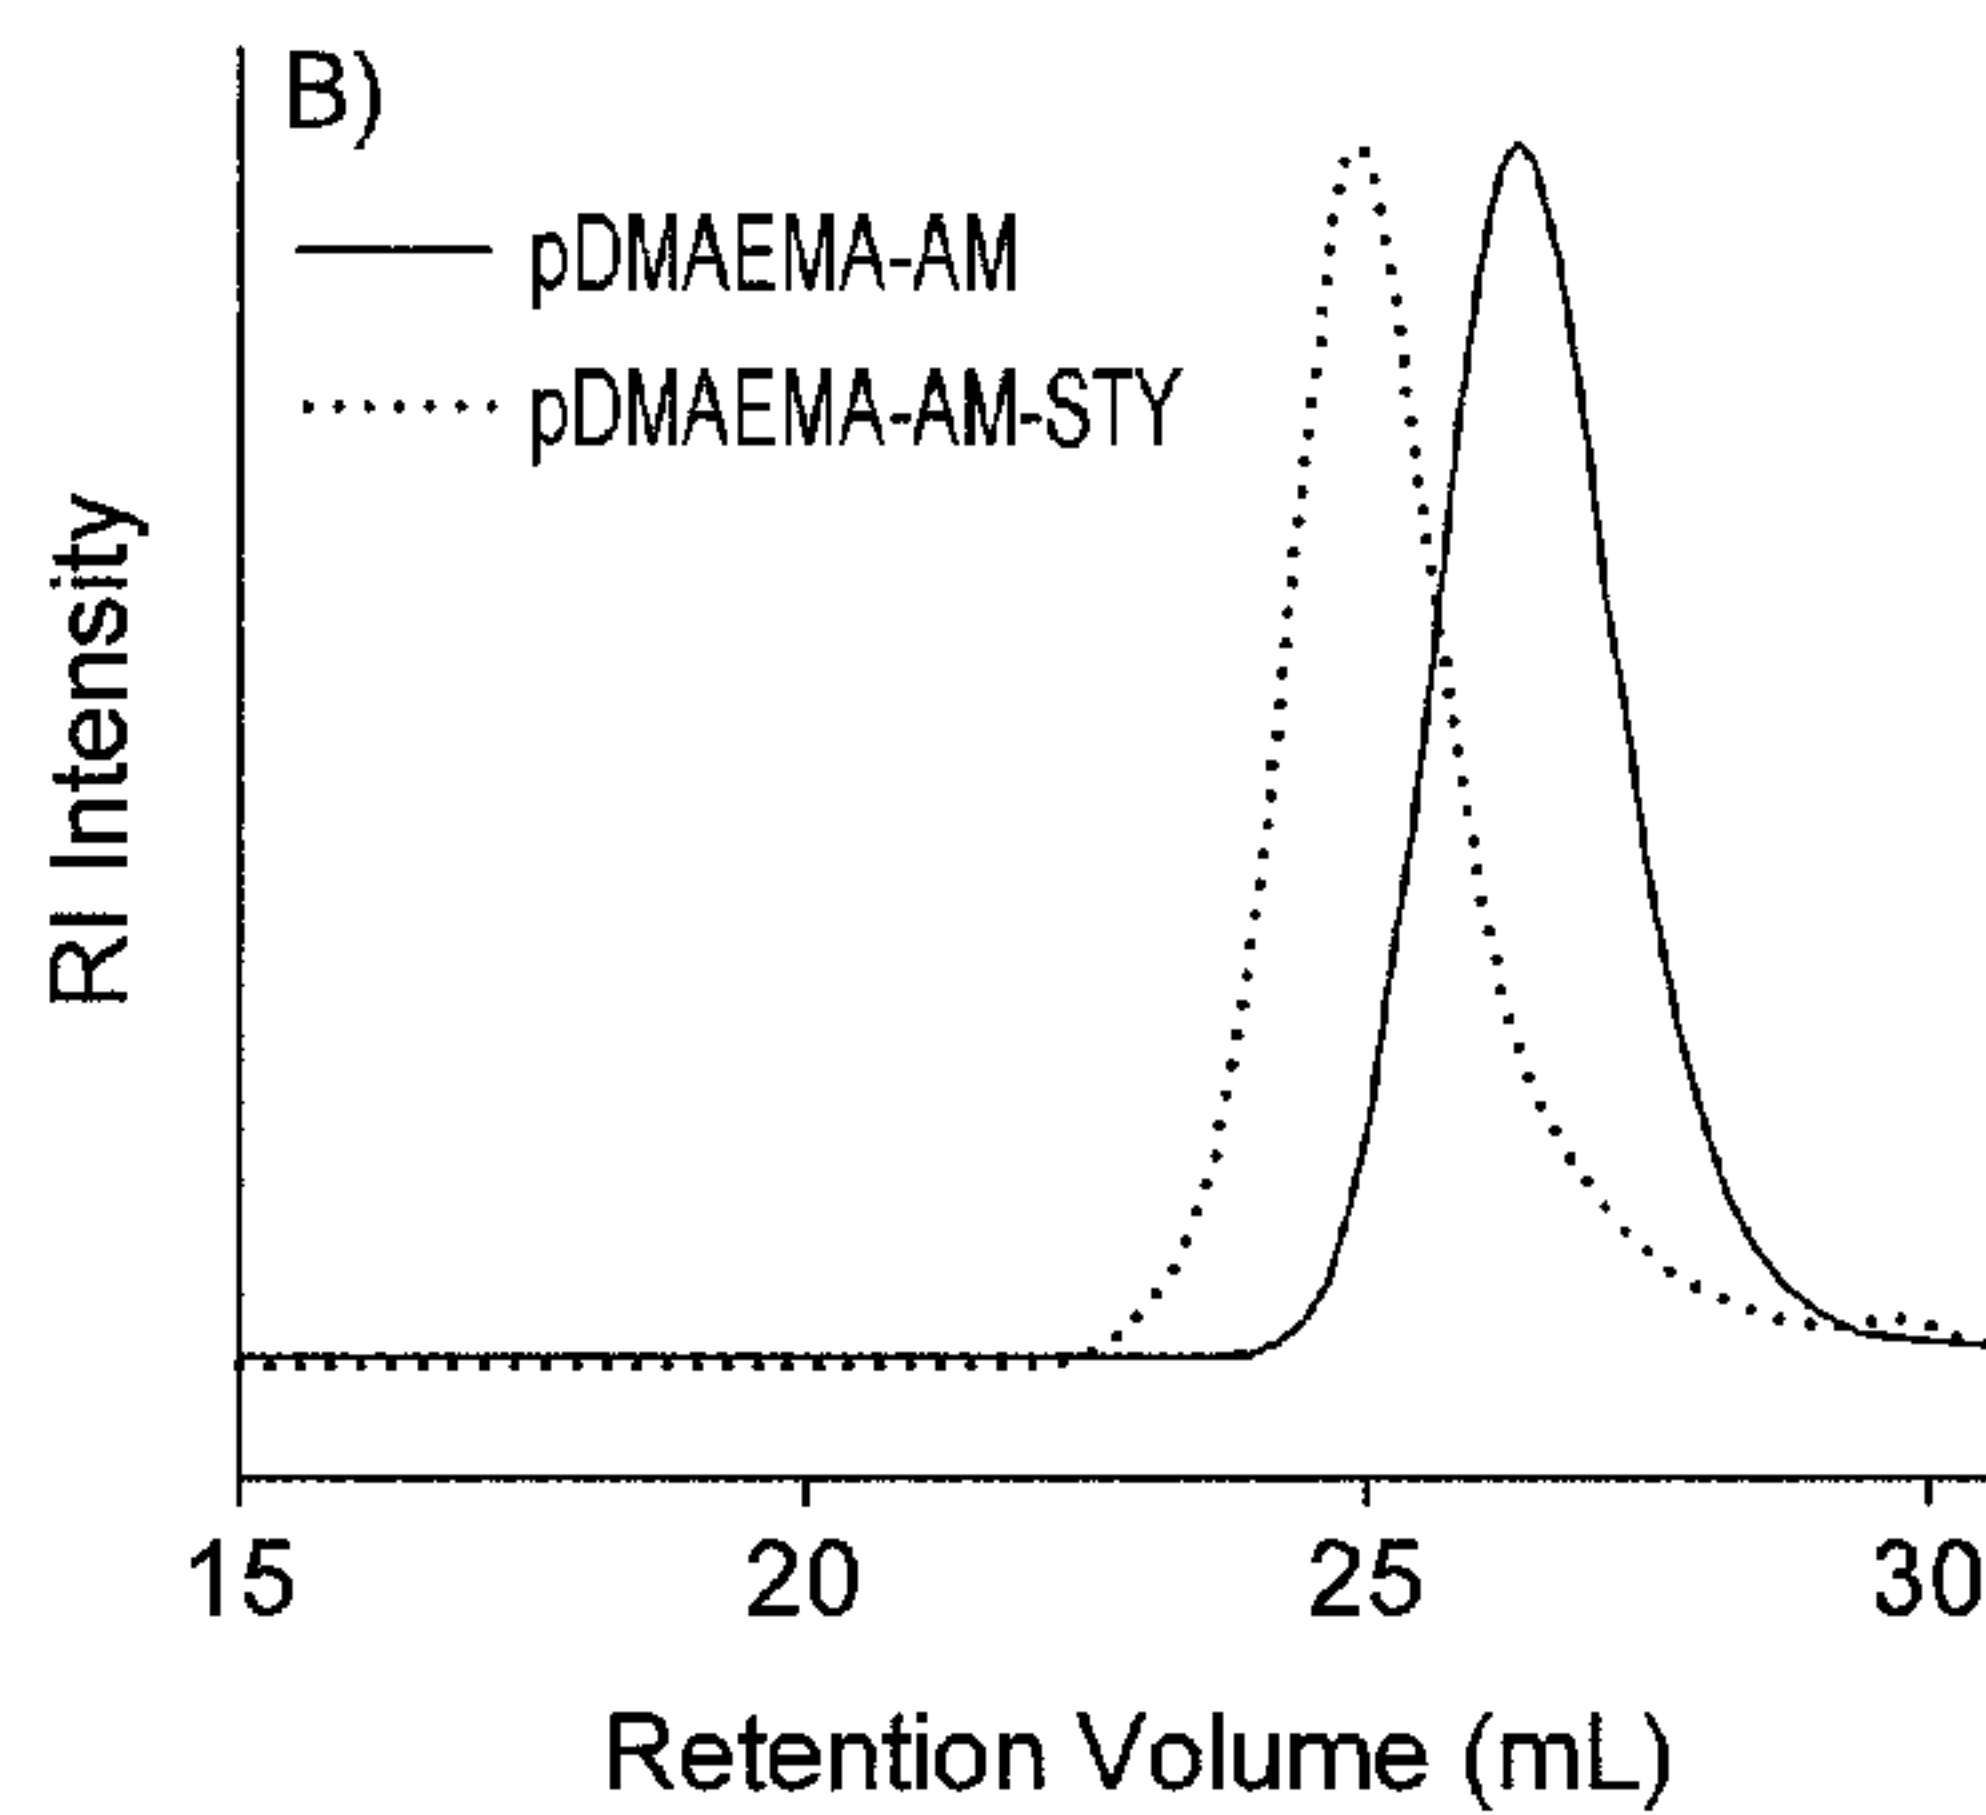 B)
pDMAEMA-AM
pDMAEMA-AM-STY
RI Intensity
15 20 25 30
Retention Volume (mL)